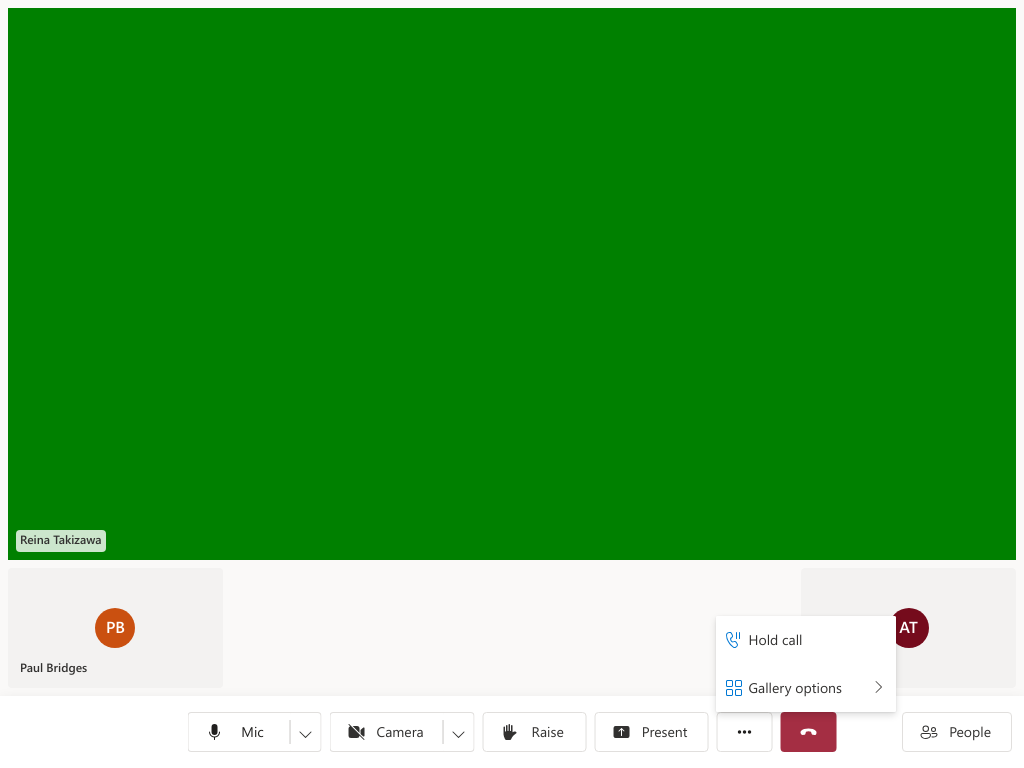 Reina Takizawa
PB
Paul Bridges
AT
Hold call
Gallery options
Mic
Camera
Raise
Present
People